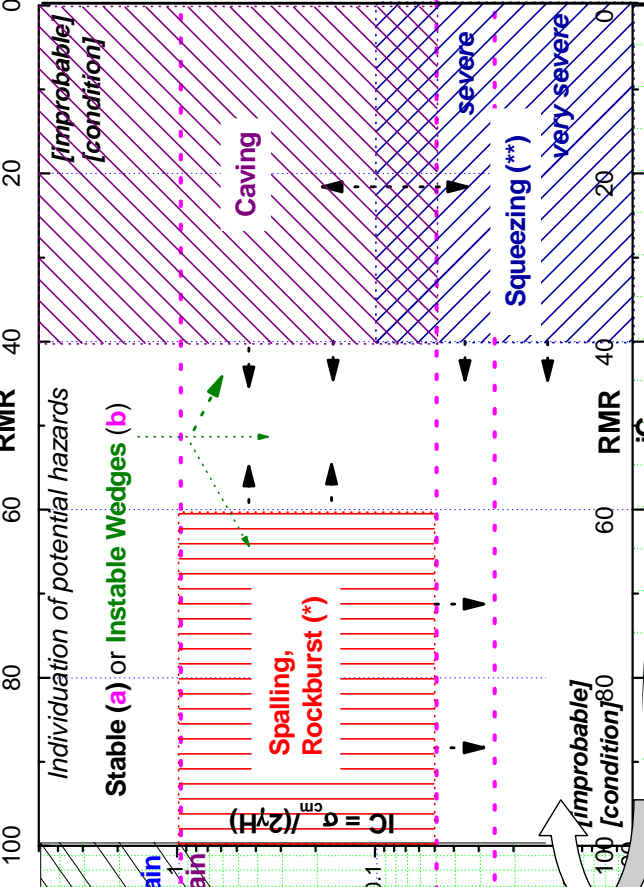 RMR
100
80
60
40
20
0
Individuation of potential hazards
Stable (a) or Instable Wedges (b)
[improbable]
[condition]
Caving
severe
very severe
Squeezing (**)
Spalling,
Rockburst (*)
IC = σcm/(2γH)
1
0.1
ain
ain
[improbable]
[condition]
100
80
60
40
20
0
RMR